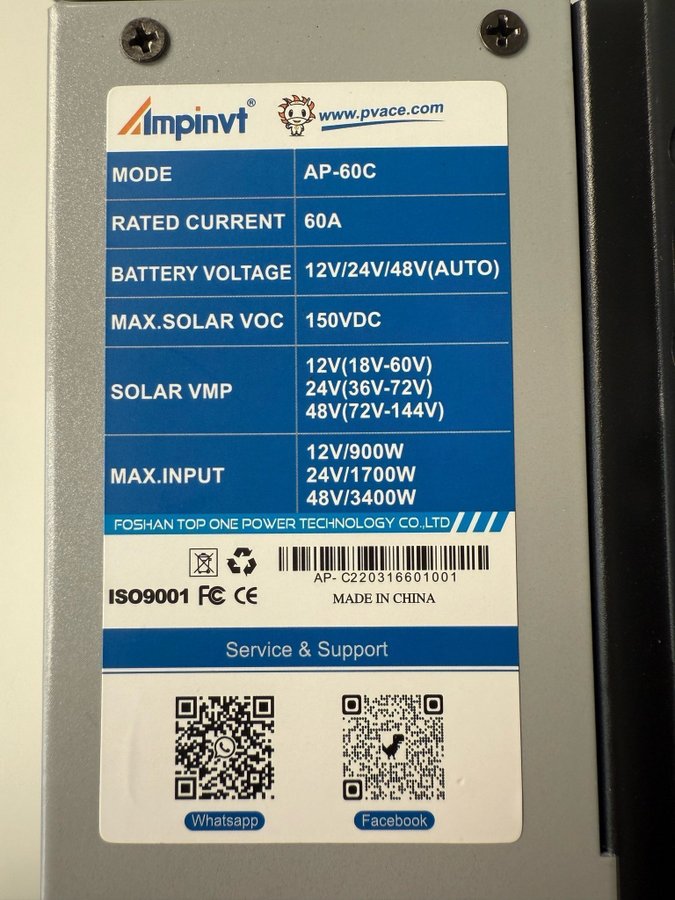 Ampinvt®
www.pvace.com
MODE AP-60C
RATED CURRENT 60A
BATTERY VOLTAGE 12V/24V/48V(AUTO)
MAX.SOLAR VOC 150VDC
SOLAR VMP
12V(18V-60V)
24V(36V-72V)
48V(72V-144V)
MAX.INPUT
12V/900W
24V/1700W
48V/3400W
FOSHAN TOP ONE POWER TECHNOLOGY CO.,LTD
AP- C220316601001
ISO9001 FC CE
MADE IN CHINA
Service & Support
Whatsapp
Facebook